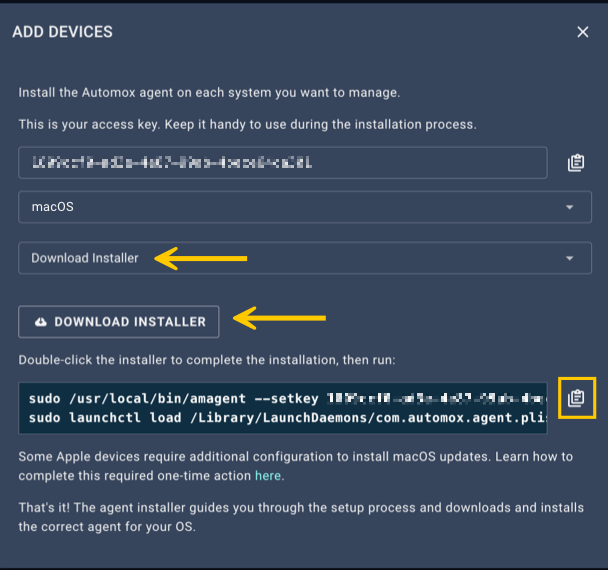 ADD DEVICES
Install the Automox agent on each system you want to manage.
This is your access key. Keep it handy to use during the installation process.
macOS
Download Installer
DOWNLOAD INSTALLER
Double-click the installer to complete the installation, then run:
sudo /usr/local/bin/amagent --setkey
sudo launchctl load /Library/LaunchDaemons/com.automox.agent.plis
Some Apple devices require additional configuration to install macOS updates. Learn how to
complete this required one-time action here.
That's it! The agent installer guides you through the setup process and downloads and installs
the correct agent for your OS.